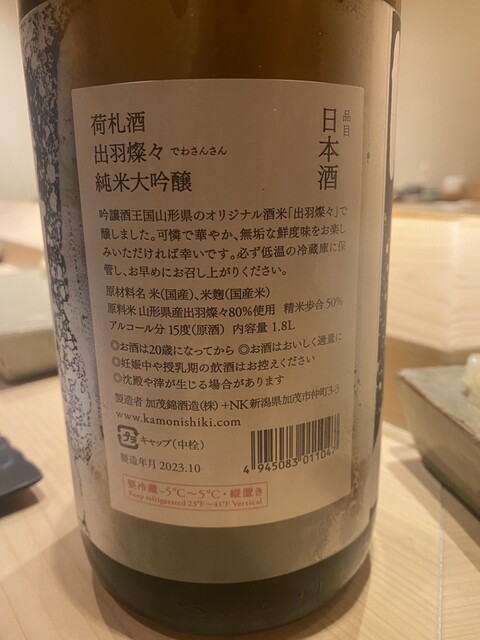 品目
日本酒
荷札酒
出羽燦々 でわさんさん
純米大吟醸
吟醸酒王国山形県のオリジナル酒米「出羽燦々」で
醸しました。可憐で華やか、無垢な鮮度味をお楽し
みいただければ幸いです。必ず低温の冷蔵庫に保
管し、お早めにお召し上がりください。
原材料名 米(国産)、米麹(国産米)
原料米 山形県産出羽燦々80%使用 精米歩合 50%
アルコール分 15度(原酒) 内容量 1.8L
◎お酒は20歳になってから ◎お酒はおいしく適量に
◎妊娠中や授乳期の飲酒はお控えください
◎沈殿や滓が生じる場合があります
製造者 加茂錦酒造(株) +NK新潟県加茂市仲町3-3
www.kamonishiki.com
プラ キャップ(中栓)
製造年月 2023.10
4 945083 011047
要冷蔵 -5℃～5℃・縦置き
Keep refrigerated 23°F～41°F Vertical